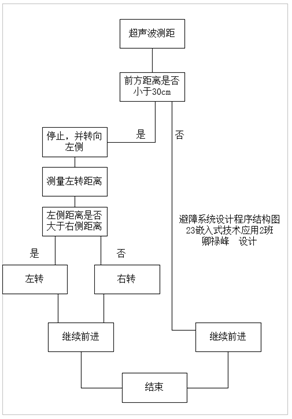 超声波测距
前方距离是否
小于30cm
是
否
停止，并转向
左侧
测量左转距离
左侧距离是否
大于右侧距离
避障系统设计程序结构图
23嵌入式技术应用2班
卿禄峰 设计
是
否
左转
右转
继续前进
继续前进
结束